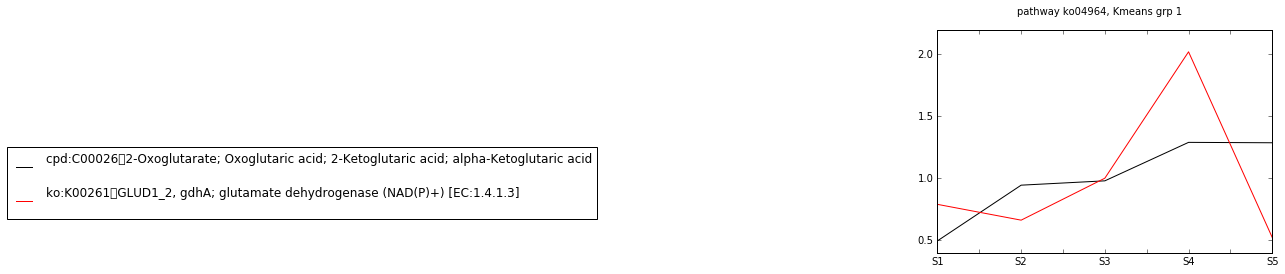 pathway ko04964, Kmeans grp 1
2.0
1.5
1.0
0.5
S1 S2 S3 S4 S5
cpd:C00026▯2-Oxoglutarate; Oxoglutaric acid; 2-Ketoglutaric acid; alpha-Ketoglutaric acid
ko:K00261▯GLUD1_2, gdhA; glutamate dehydrogenase (NAD(P)+) [EC:1.4.1.3]